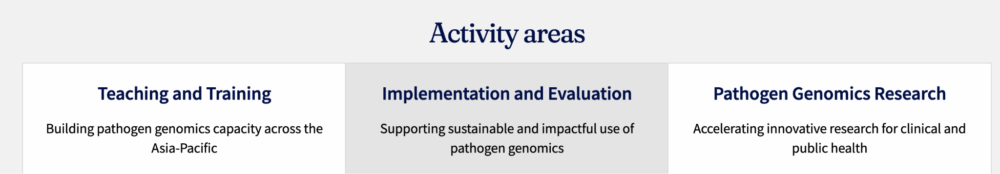 Activity areas
Teaching and Training
Building pathogen genomics capacity across the
Asia-Pacific
Implementation and Evaluation
Supporting sustainable and impactful use of
pathogen genomics
Pathogen Genomics Research
Accelerating innovative research for clinical and
public health